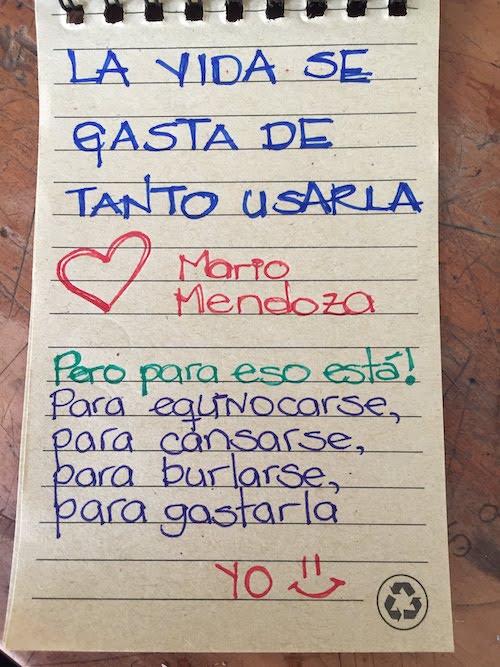 LA VIDA SE
GASTA DE
TANTO USARLA
Mario
Mendoza
Pero para eso está!
Para equivocarse,
para cansarse,
para burlarse,
para gastarla
YO